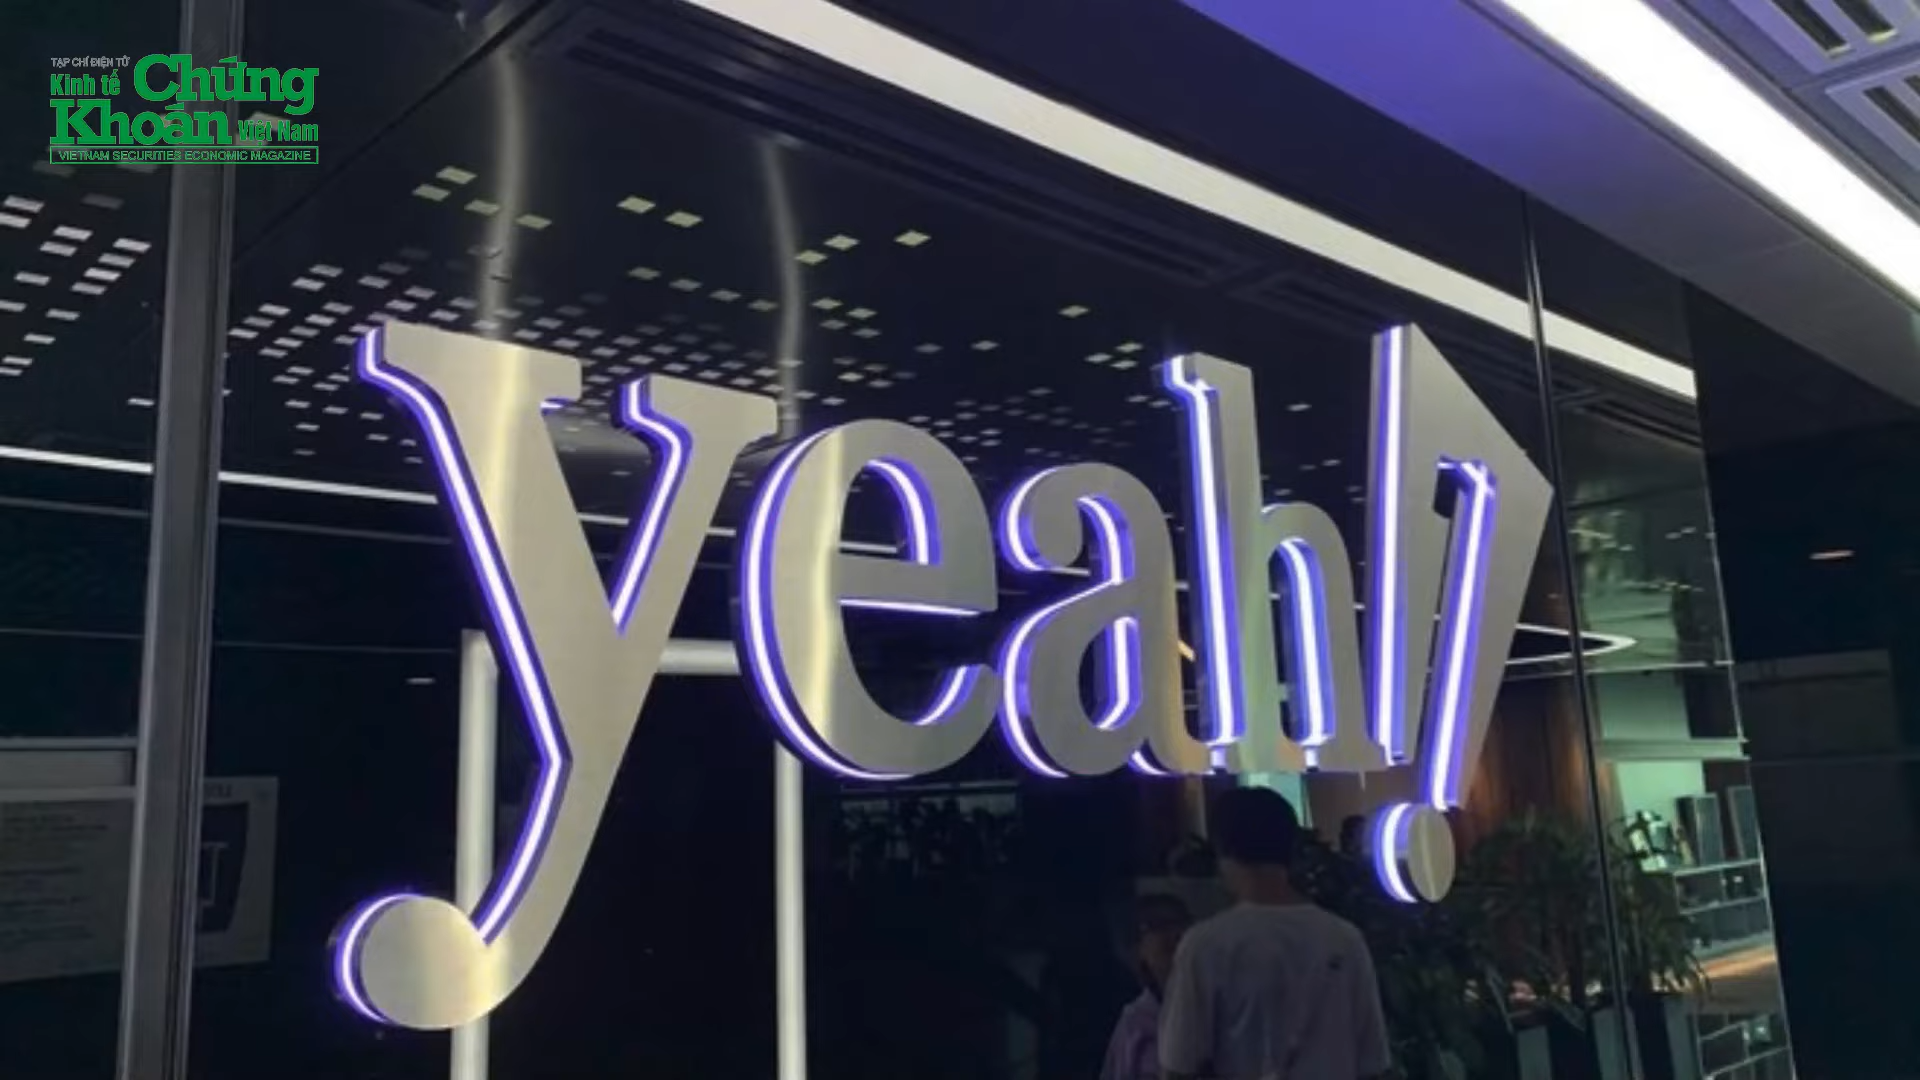 TẠP CHÍ ĐIỆN TỬ
Kinh tế Chứng
Khoán Việt Nam
VIETNAM SECURITIES ECONOMIC MAGAZINE
yeah!